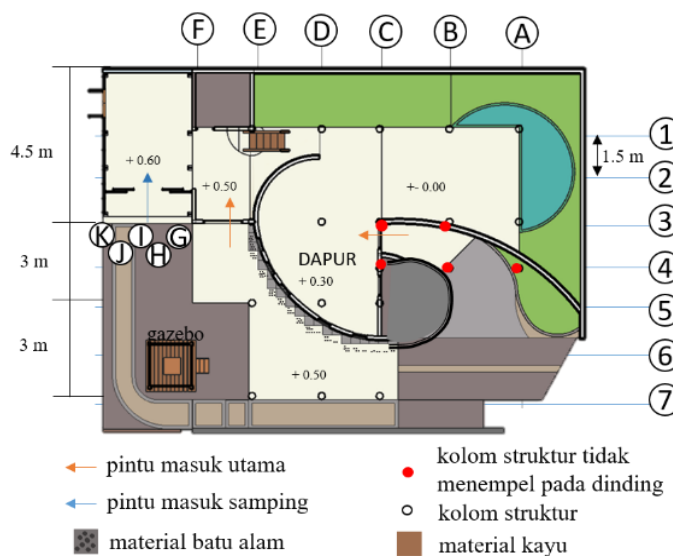 F E D C B A
4.5 m
+ 0.60
+ 0.50
+- 0.00
1
1.5 m
2
3
K J I H G
DAPUR
4
3 m
+ 0.30
5
gazebo
3 m
+ 0.50
6
7
pintu masuk utama
pintu masuk samping
material batu alam
kolom struktur tidak
menempel pada dinding
kolom struktur
material kayu